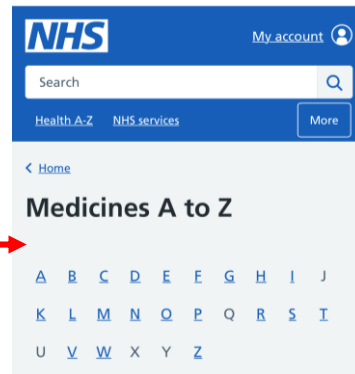 NHS
My account
Search
Health A-Z NHS services More
Home
Medicines A to Z
A B C D E F G H I J
K L M N O P Q R S T
U V W X Y Z